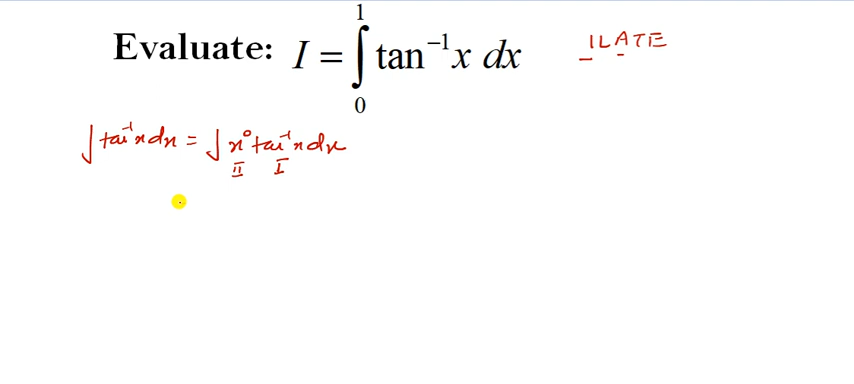 Evaluate: I = ∫₀¹ tan⁻¹x dx
ILATE
∫ tan⁻¹x dx = ∫ x⁰ tan⁻¹x dx
II I